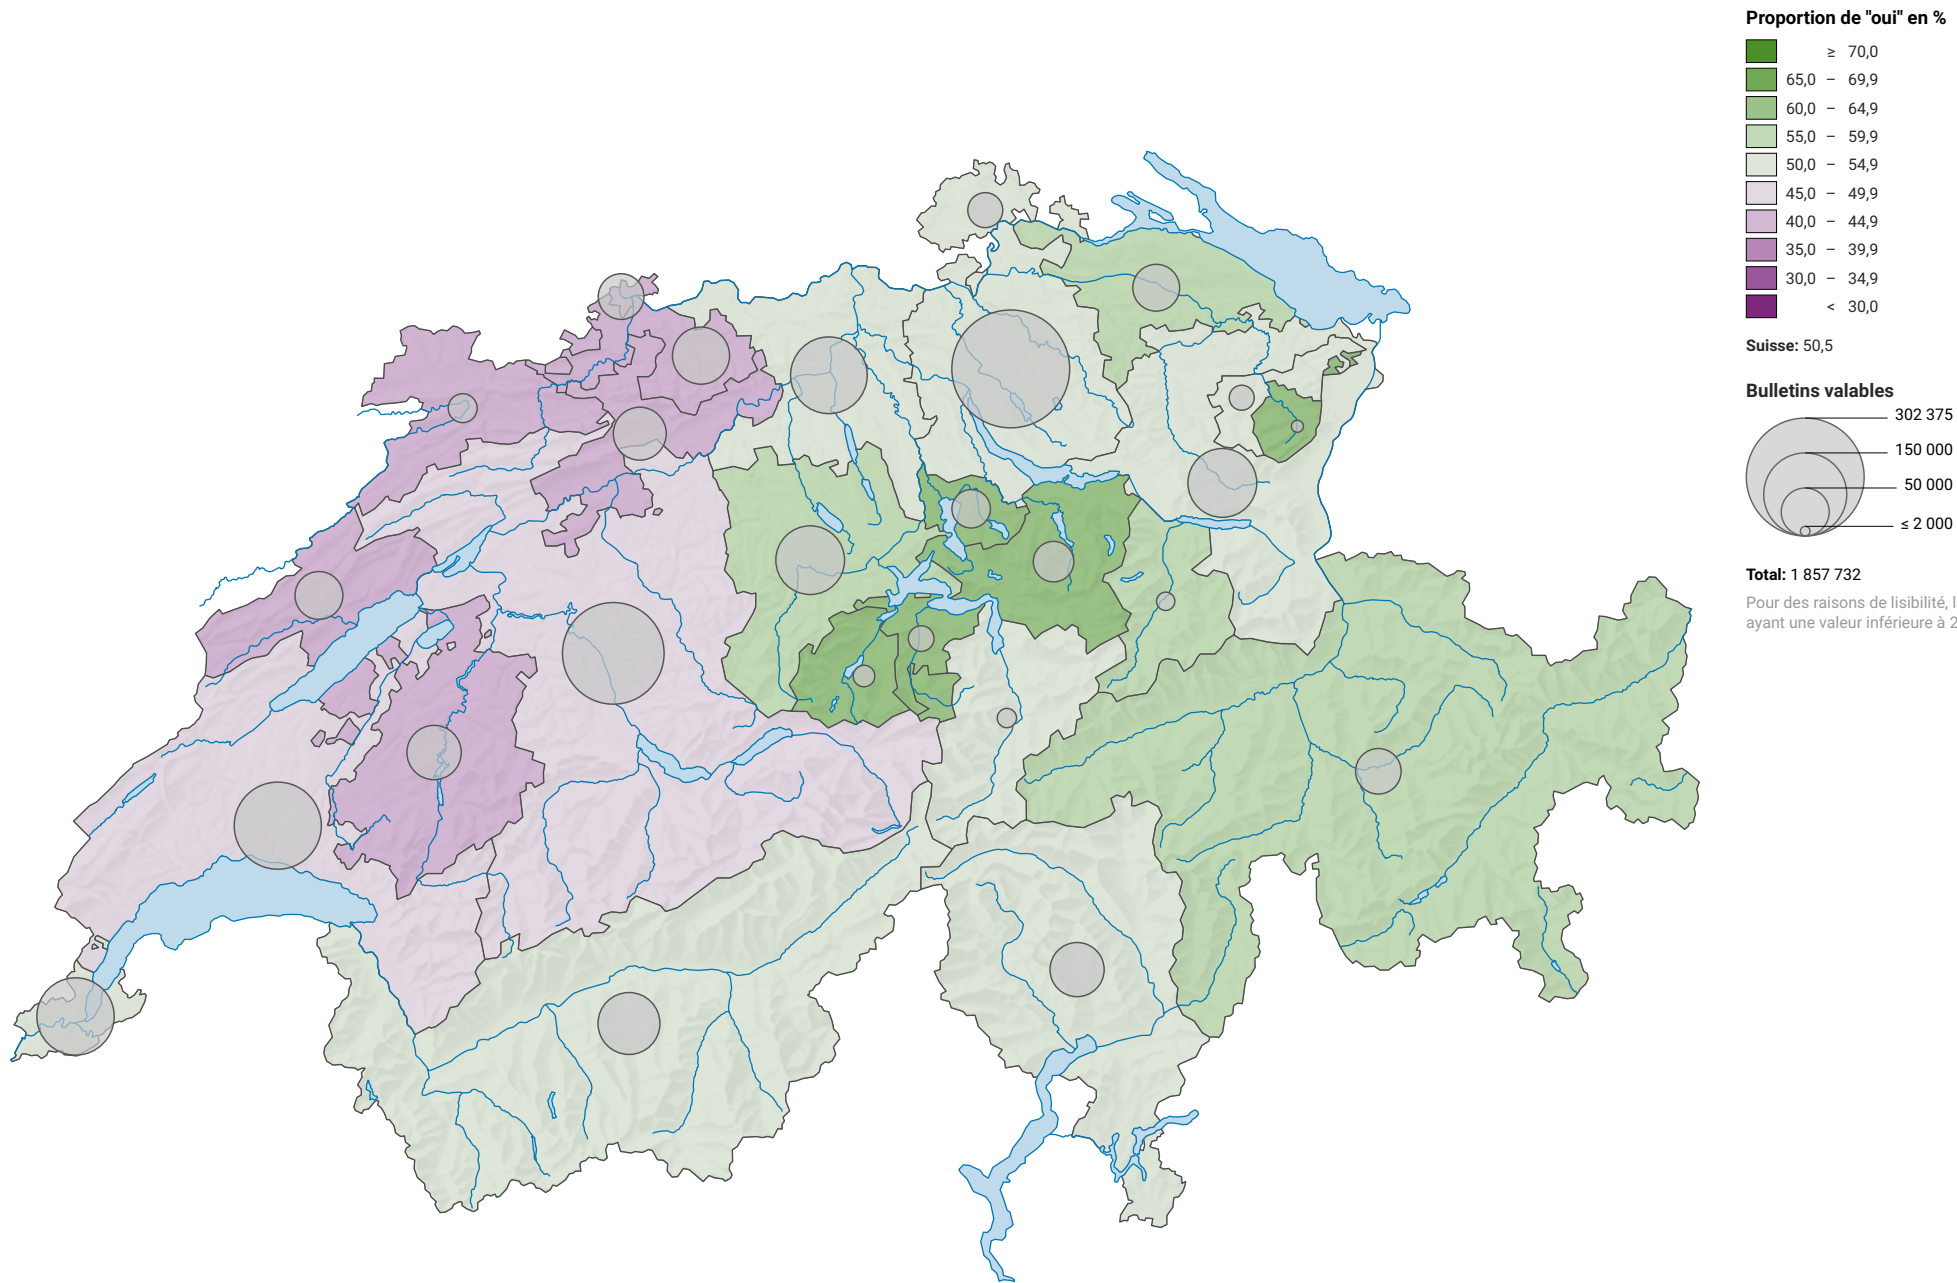 Proportion de "oui" en %
≥ 70,0
65,0 – 69,9
60,0 – 64,9
55,0 – 59,9
50,0 – 54,9
45,0 – 49,9
40,0 – 44,9
35,0 – 39,9
30,0 – 34,9
< 30,0
Suisse: 50,5
Bulletins valables
302 375
150 000
50 000
≤ 2 000
Total: 1 857 732
Pour des raisons de lisibilité, l
ayant une valeur inférieure à 2